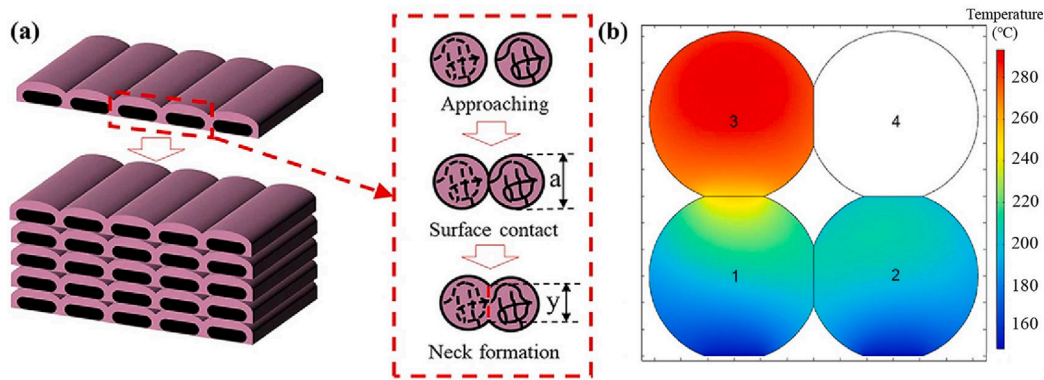 (a)
Approaching
a
Surface contact
y
Neck formation
(b)
Temperature
(°C)
3
4
1
2
280
260
240
220
200
180
160